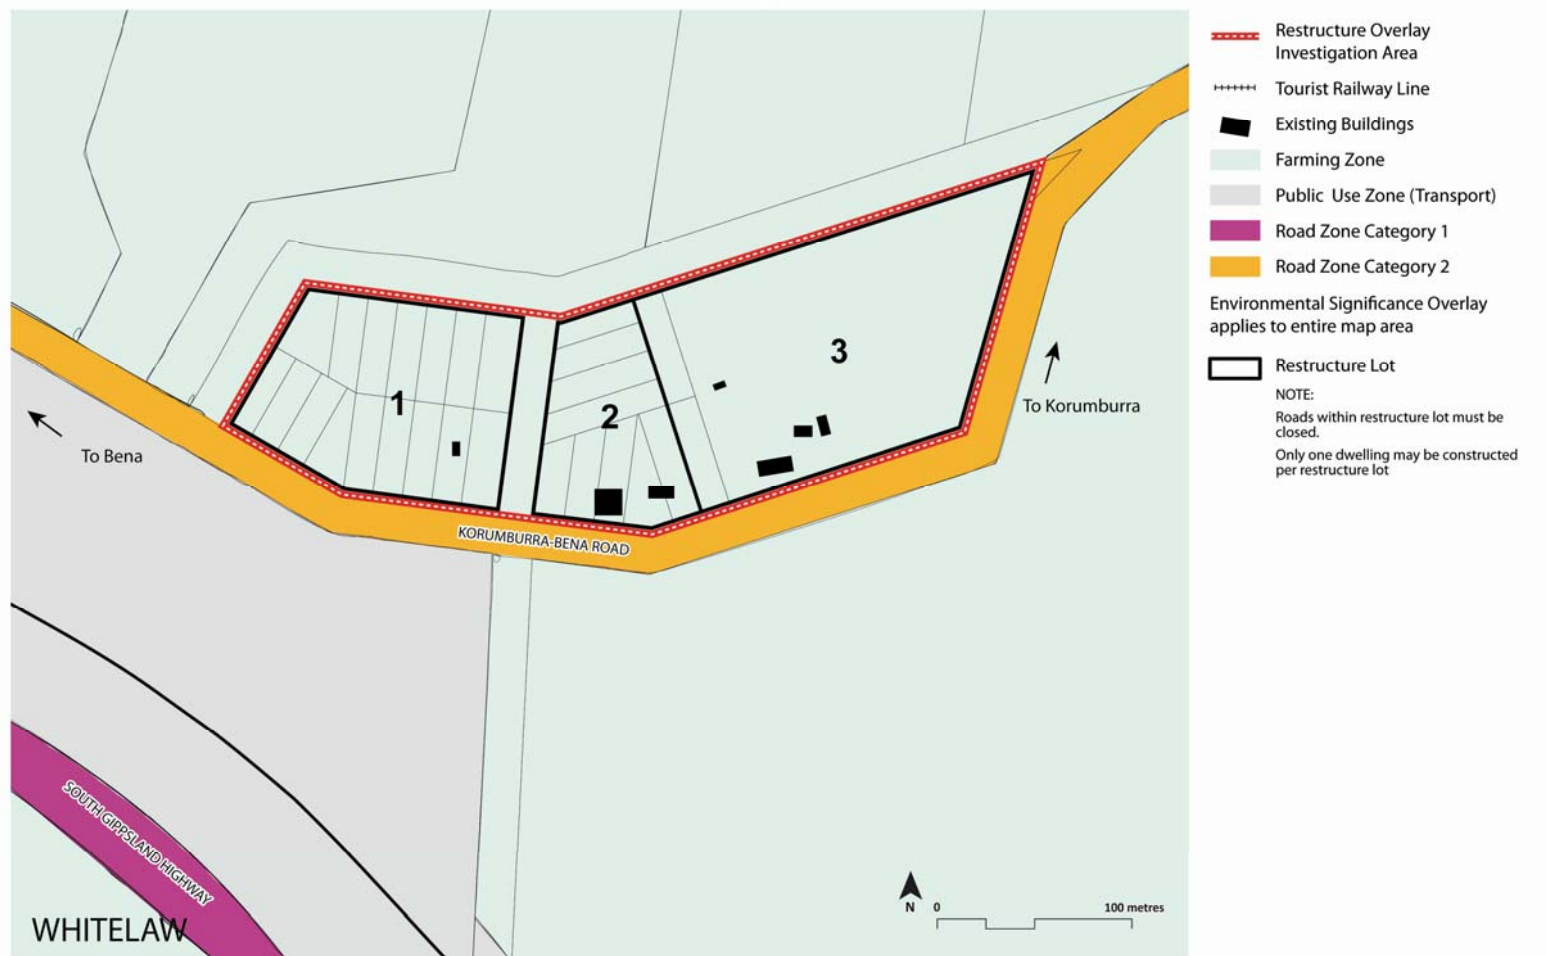 Restructure Overlay
Investigation Area
Tourist Railway Line
Existing Buildings
Farming Zone
Public Use Zone (Transport)
Road Zone Category 1
Road Zone Category 2
Environmental Significance Overlay
applies to entire map area
Restructure Lot
NOTE:
Roads within restructure lot must be
closed.
Only one dwelling may be constructed
per restructure lot
3
1
2
To Korumburra
To Bena
KORUMBURRA-BENA ROAD
SOUTH GIPPSLAND HIGHWAY
N 0 100 metres
WHITELAW